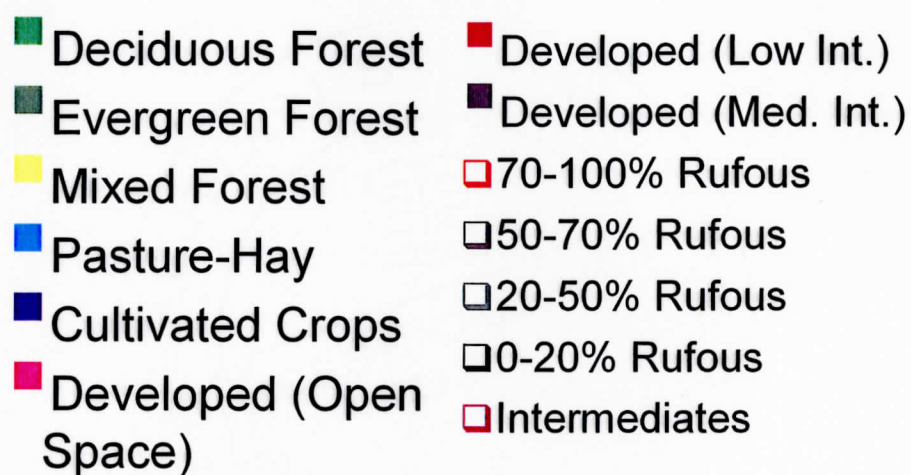 Deciduous Forest
Evergreen Forest
Mixed Forest
Pasture-Hay
Cultivated Crops
Developed (Open
Space)
Developed (Low Int.)
Developed (Med. Int.)
70-100% Rufous
50-70% Rufous
20-50% Rufous
0-20% Rufous
Intermediates